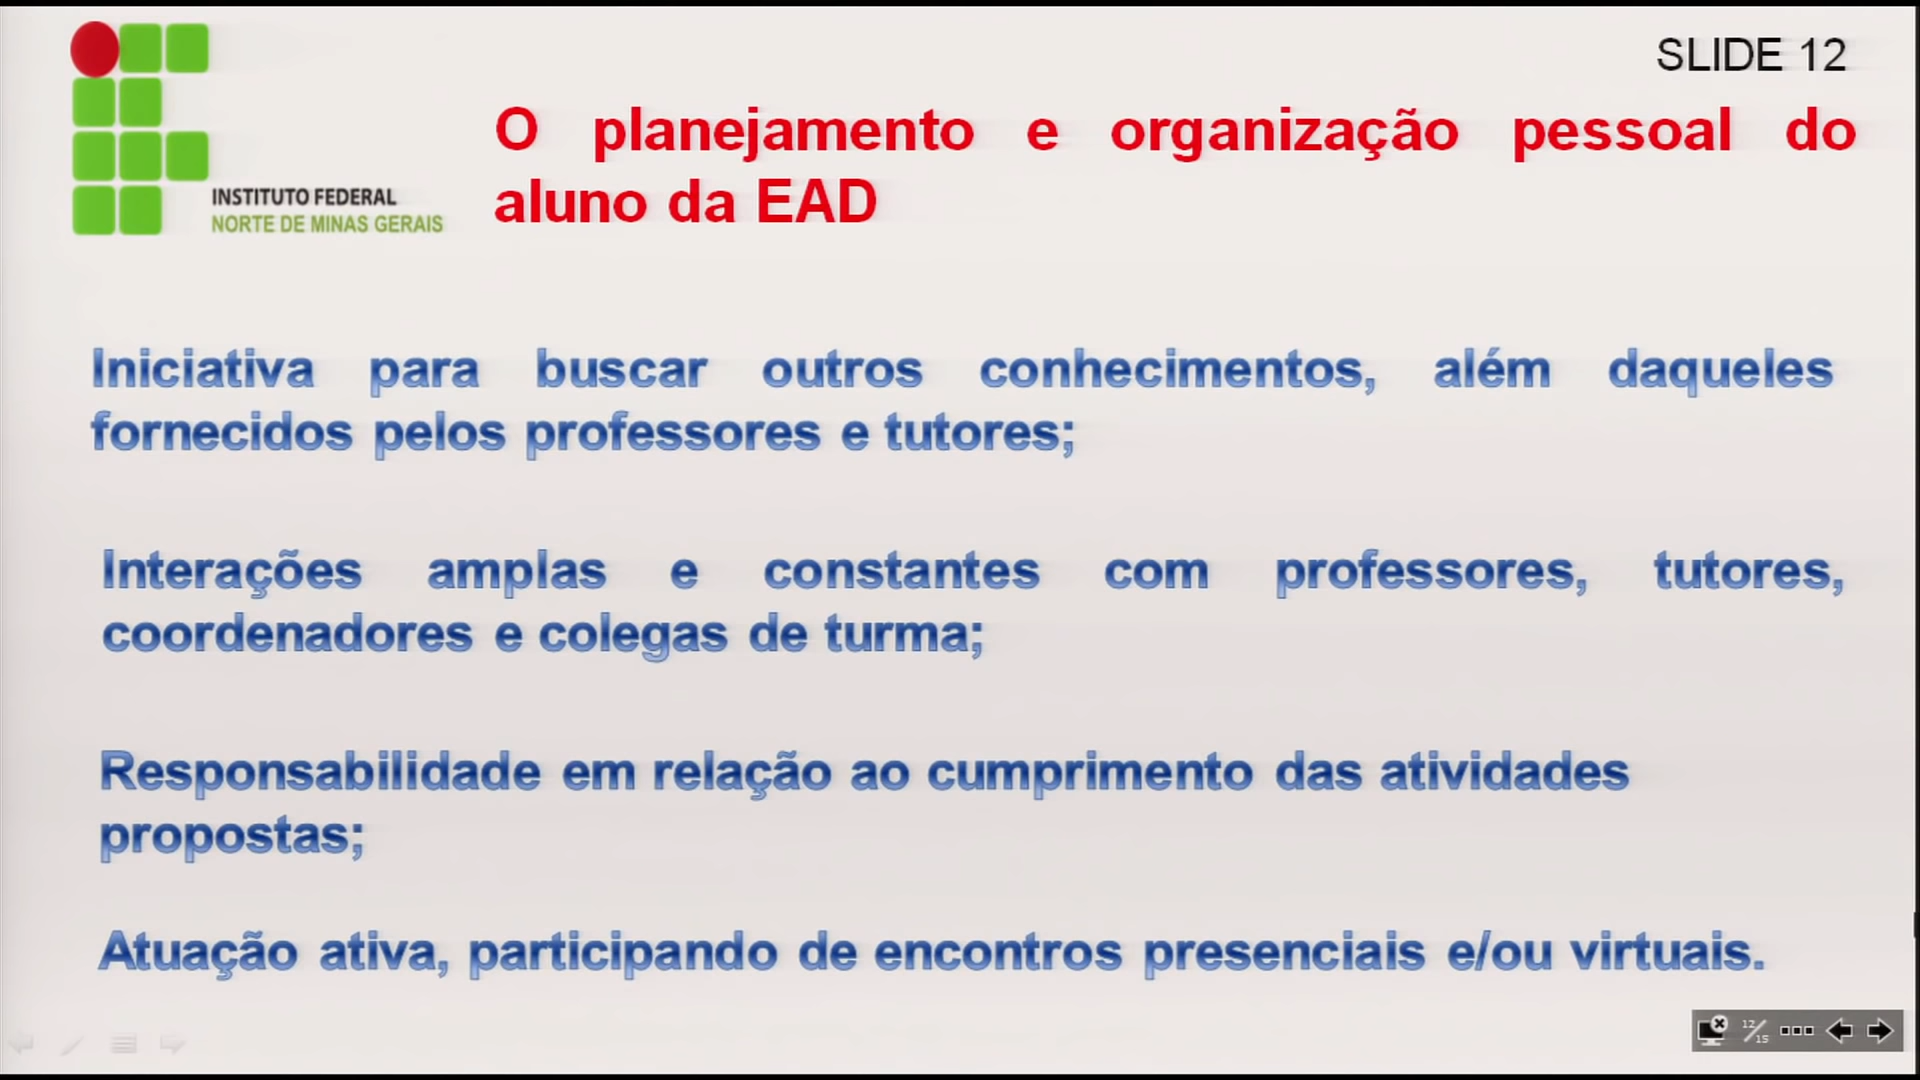 SLIDE 12
O planejamento e organização pessoal do
aluno da EAD
INSTITUTO FEDERAL
NORTE DE MINAS GERAIS
Iniciativa para buscar outros conhecimentos, além daqueles
fornecidos pelos professores e tutores;
Interações amplas e constantes com professores, tutores,
coordenadores e colegas de turma;
Responsabilidade em relação ao cumprimento das atividades
propostas;
Atuação ativa, participando de encontros presenciais e/ou virtuais.
12/15